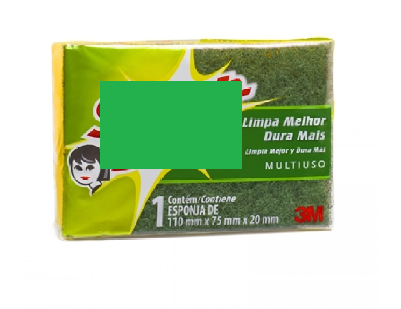 Limpa Melhor
Dura Mais
Limpia Mejor y Dura Más
MULTIUSO
1 Contém/Contiene
ESPONJA DE
110 mm x 75 mm x 20 mm
3M